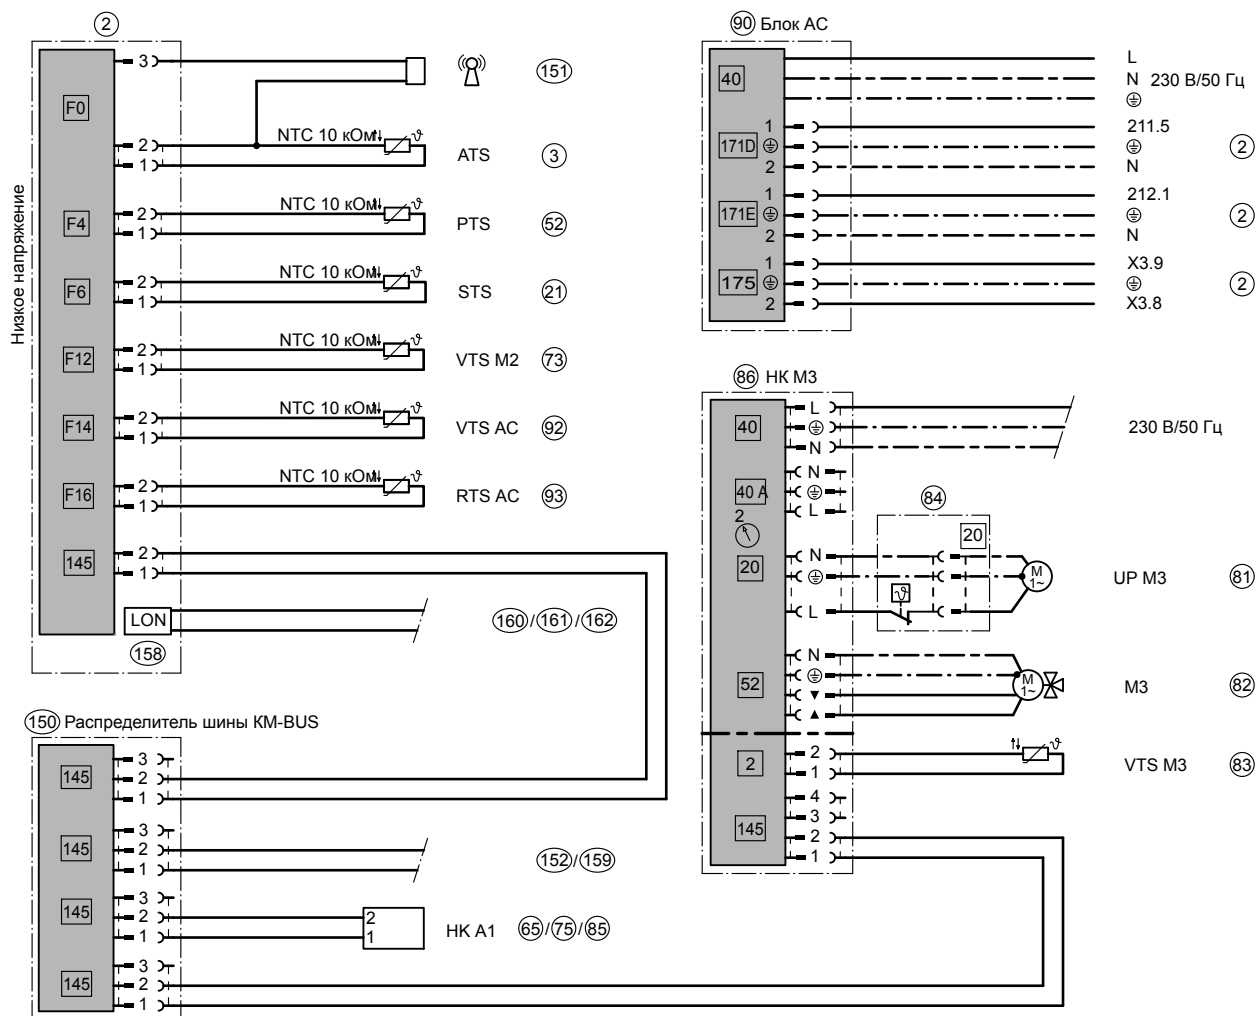 2
Низкое напряжение
3
F0
151
2 NTC 10 кОм ϑ
1
ATS 3
2 NTC 10 кОм ϑ
F4
1
PTS 52
2 NTC 10 кОм ϑ
F6
1
STS 21
2 NTC 10 кОм ϑ
F12
1
VTS M2 73
2 NTC 10 кОм ϑ
F14
1
VTS AC 92
2 NTC 10 кОм ϑ
F16
1
RTS AC 93
2
145
1
LON
158
160/161/162
150 Распределитель шины KM-BUS
3
145
2
1
3
145
2
1
152/159
3
145
2 2
1 1
HK A1 65/75/85
3
145
2
1
90 Блок AC
40
L
N 230 В/50 Гц
1 211.5
171D
2 N
2
1 212.1
171E
2 N
2
1 X3.9
175
2 X3.8
2
86 НК М3
L
40
N
230 В/50 Гц
N
40 A
L
2
84
20
N
20
L
ϑ
M
1~
UP M3 81
N
52
▼
▲
M
1~
M3 82
2
2
1
ϑ
VTS M3 83
4
3
145
2
1